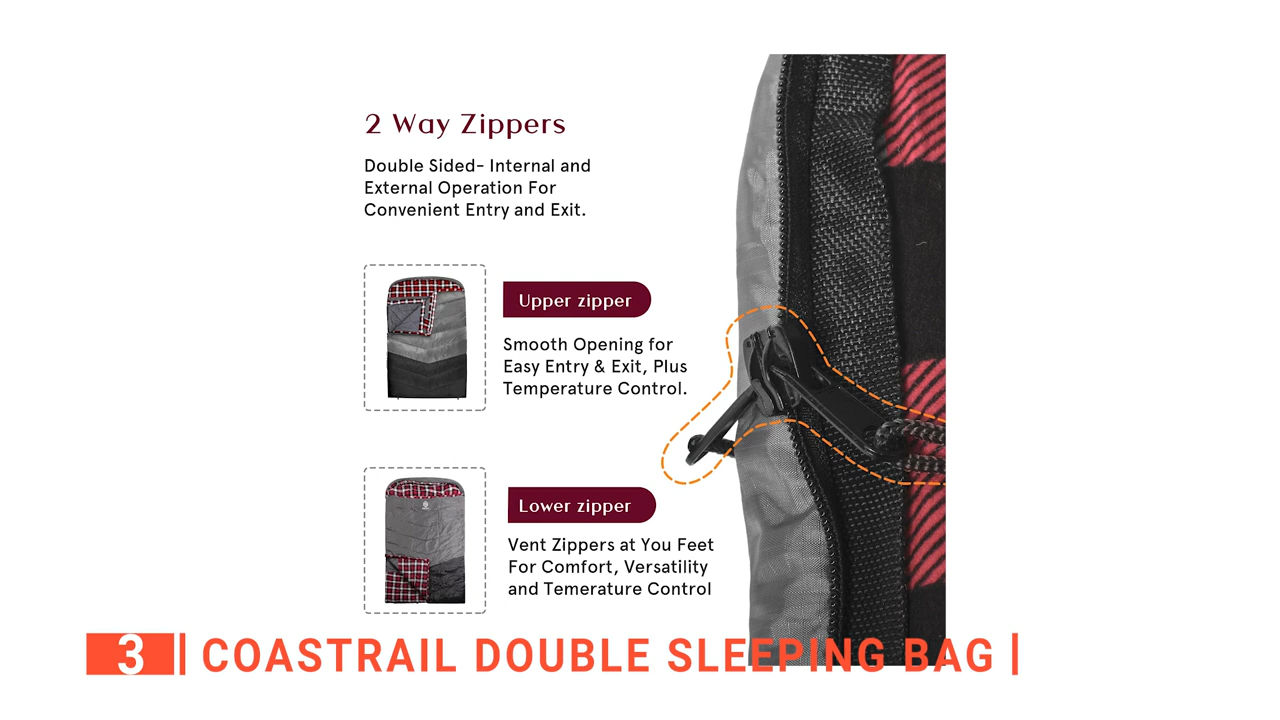 2 Way Zippers
Double Sided- Internal and
External Operation For
Convenient Entry and Exit.
Upper zipper
Smooth Opening for
Easy Entry & Exit, Plus
Temperature Control.
Lower zipper
Vent Zippers at You Feet
For Comfort, Versatility
and Temerature Control
3 COASTRAIL DOUBLE SLEEPING BAG